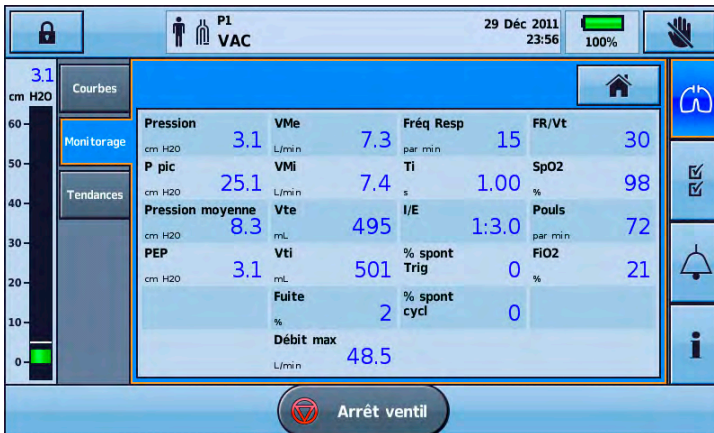 P1
VAC
29 Déc 2011
23:56
100%
3.1
cm H2O
60
50
40
30
20
10
0
Courbes
Monitorage
Tendances
Pression
cm H2O
3.1
VMe
L/min
7.3
Fréq Resp
par min
15
FR/Vt
30
P pic
cm H2O
25.1
VMi
L/min
7.4
Ti
s
1.00
SpO2
%
98
Pression moyenne
cm H2O
8.3
Vte
mL
495
I/E
1:3.0
Pouls
par min
72
PEP
cm H2O
3.1
Vti
mL
501
% spont
Trig
0
FiO2
%
21
Fuite
%
2
% spont
cycl
0
Débit max
L/min
48.5
Arrêt ventil